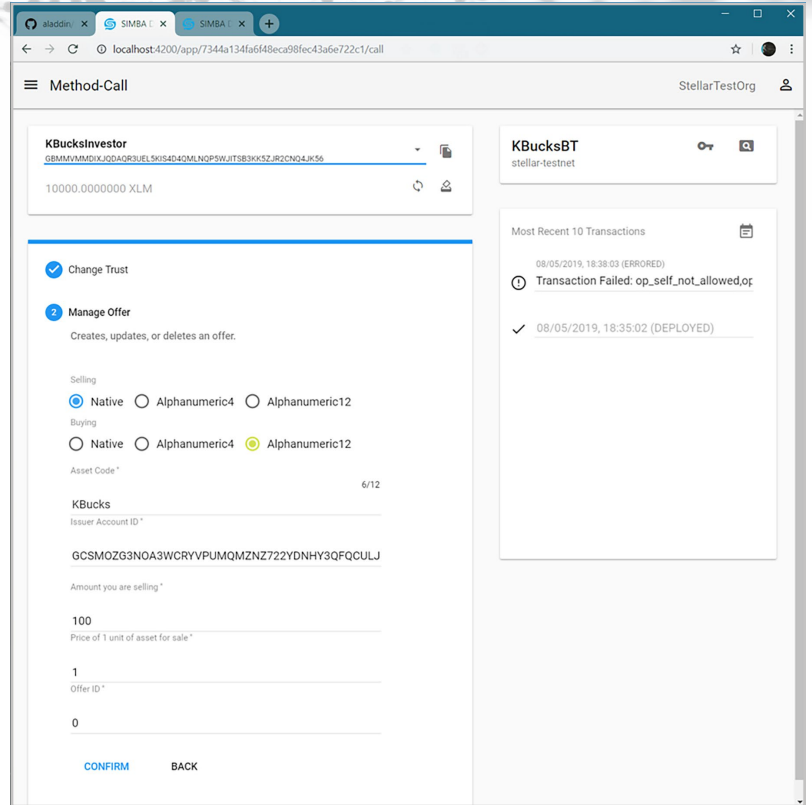 aladdin/
SIMBA D
SIMBA D
localhost:4200/app/7344a134fa6f48eca98fec43a6e722c1/call
Method-Call
StellarTestOrg
KBucksInvestor
GBMMVMMDIXJQDAQR3UEL5KIS4D4QMLNQP5WJITSB3KK5ZJR2CNQ4JK56
10000.0000000 XLM
KBucksBT
stellar-testnet
Most Recent 10 Transactions
08/05/2019, 18:38:03 (ERRORED)
Transaction Failed: op_self_not_allowed,op
08/05/2019, 18:35:02 (DEPLOYED)
Change Trust
2 Manage Offer
Creates, updates, or deletes an offer.
Selling
Native Alphanumeric4 Alphanumeric12
Buying
Native Alphanumeric4 Alphanumeric12
Asset Code *
6/12
KBucks
Issuer Account ID *
GCSMOZG3NOA3WCRYVPUMQMZNZ722YDNHY3QFQCULJ
Amount you are selling *
100
Price of 1 unit of asset for sale *
1
Offer ID *
0
CONFIRM BACK